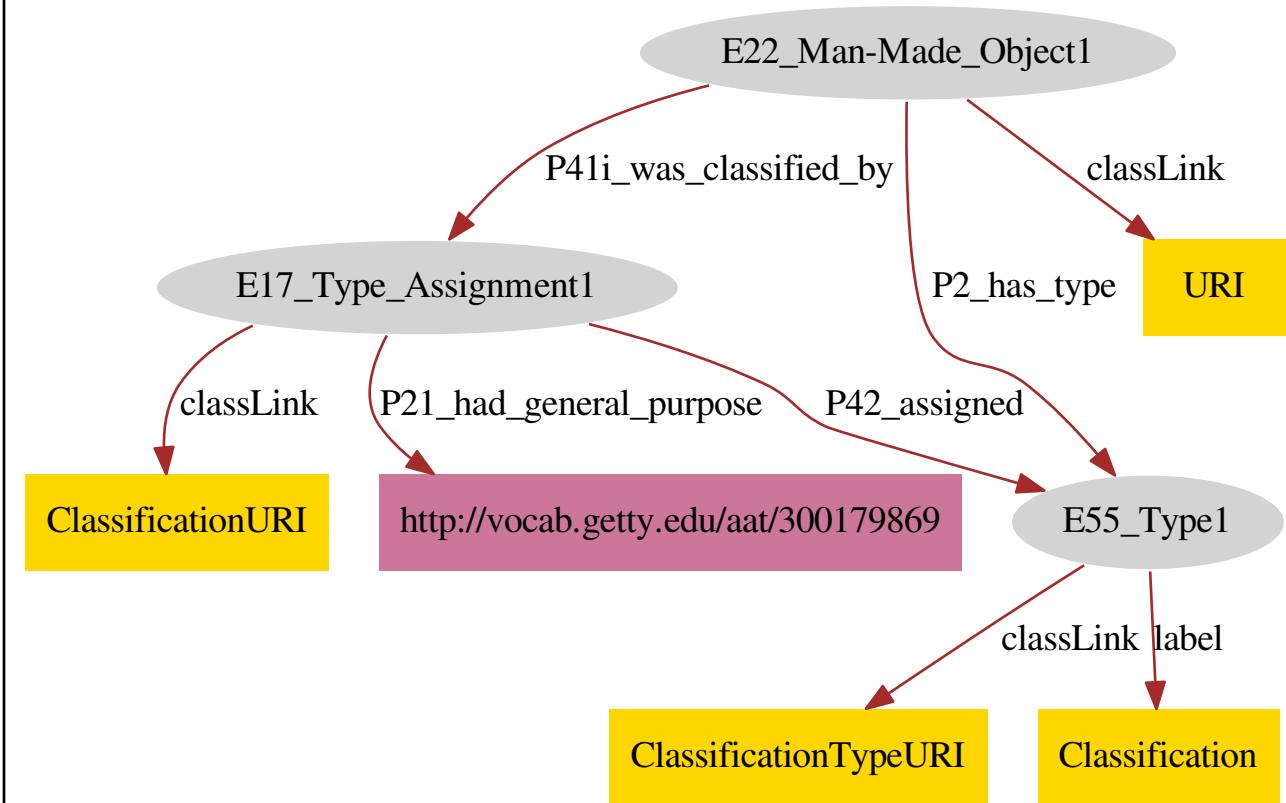 E22_Man-Made_Object1
P41i_was_classified_by
classLink
E17_Type_Assignment1
P2_has_type
URI
classLink
P21_had_general_purpose
P42_assigned
ClassificationURI
http://vocab.getty.edu/aat/300179869
E55_Type1
classLink
label
ClassificationTypeURI
Classification